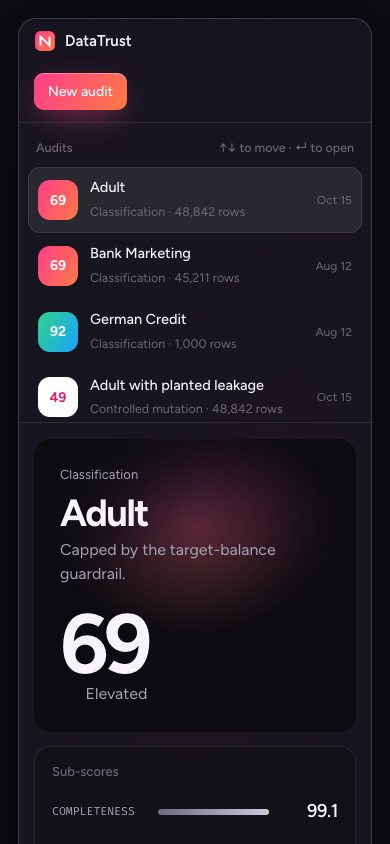 N DataTrust
New audit
Audits ↑↓ to move · ↵ to open
69 Adult
Classification · 48,842 rows Oct 15
69 Bank Marketing
Classification · 45,211 rows Aug 12
92 German Credit
Classification · 1,000 rows Aug 12
49 Adult with planted leakage
Controlled mutation · 48,842 rows Oct 15
Classification
Adult
Capped by the target-balance
guardrail.
69
Elevated
Sub-scores
COMPLETENESS 99.1